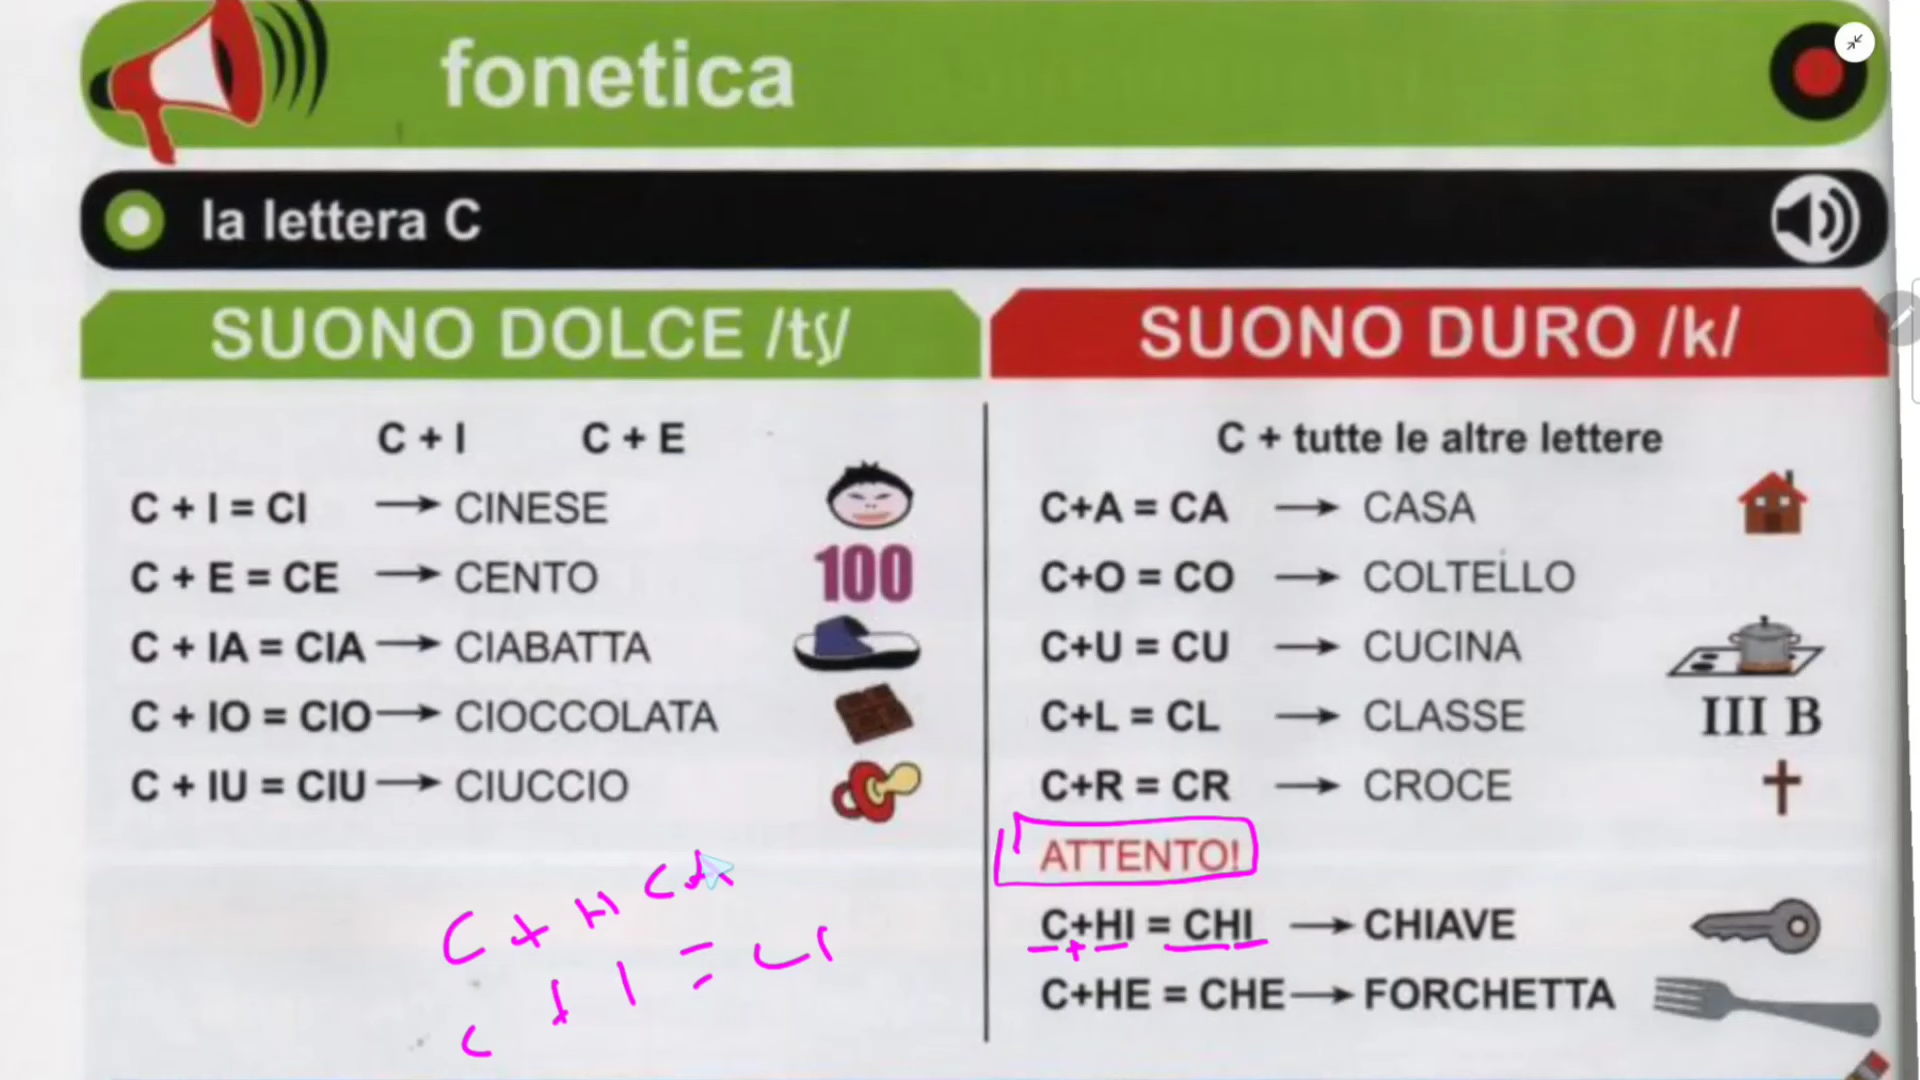 fonetica
la lettera C
SUONO DOLCE /tʃ/
C + I C + E
C + I = CI → CINESE
C + E = CE → CENTO
100
C + IA = CIA → CIABATTA
C + IO = CIO → CIOCCOLATA
C + IU = CIU → CIUCCIO
SUONO DURO /k/
C + tutte le altre lettere
C+A = CA → CASA
C+O = CO → COLTELLO
C+U = CU → CUCINA
C+L = CL → CLASSE
III B
C+R = CR → CROCE
ATTENTO!
C+HI = CHI → CHIAVE
C+HE = CHE → FORCHETTA
C + H
C + I = CI